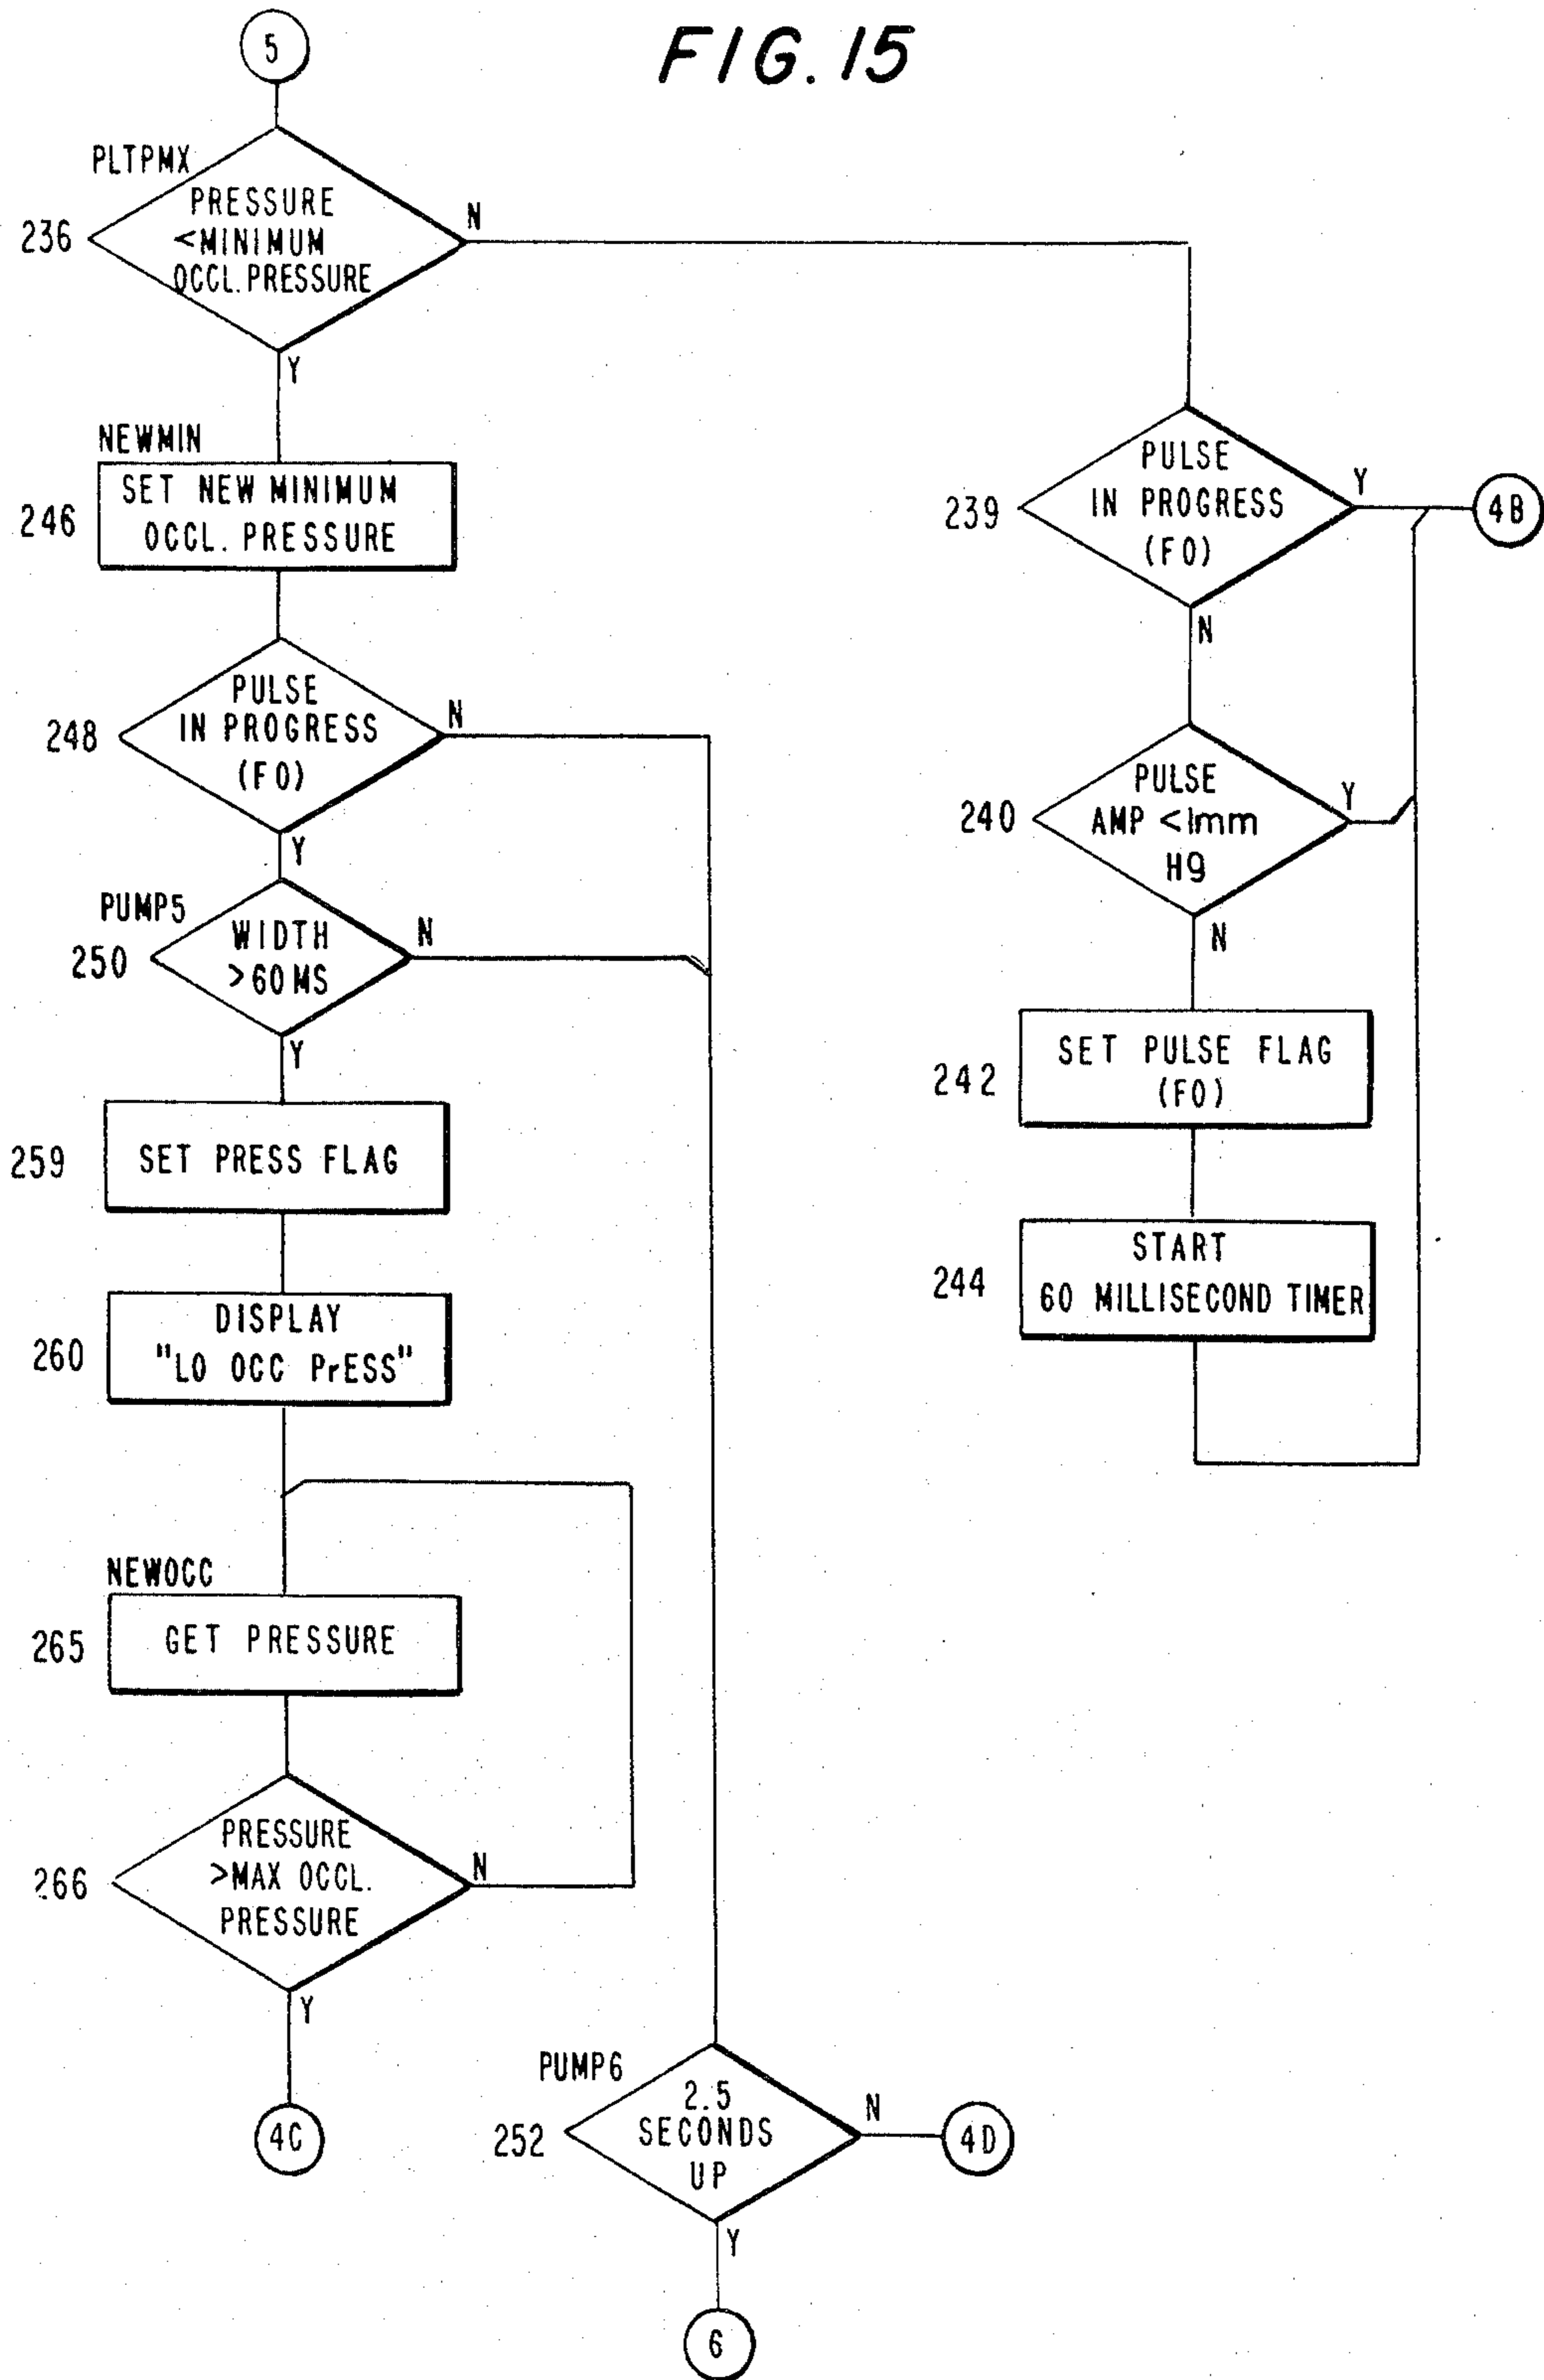 FIG. 15
5
PLTPMX
236
PRESSURE
<MINIMUM
OCCL. PRESSURE
N
Y
NEWMIN
246
SET NEW MINIMUM
OCCL. PRESSURE
248
PULSE
IN PROGRESS
(F0)
N
Y
PUMP5
250
WIDTH
>60MS
N
Y
259
SET PRESS FLAG
260
DISPLAY
"LO OCC PrESS"
NEWOCC
265
GET PRESSURE
266
PRESSURE
>MAX OCCL.
PRESSURE
N
Y
4C
PUMP6
252
2.5
SECONDS
UP
N
4D
Y
6
239
PULSE
IN PROGRESS
(F0)
Y
4B
N
240
PULSE
AMP <1mm
Hg
Y
N
242
SET PULSE FLAG
(F0)
244
START
60 MILLISECOND TIMER